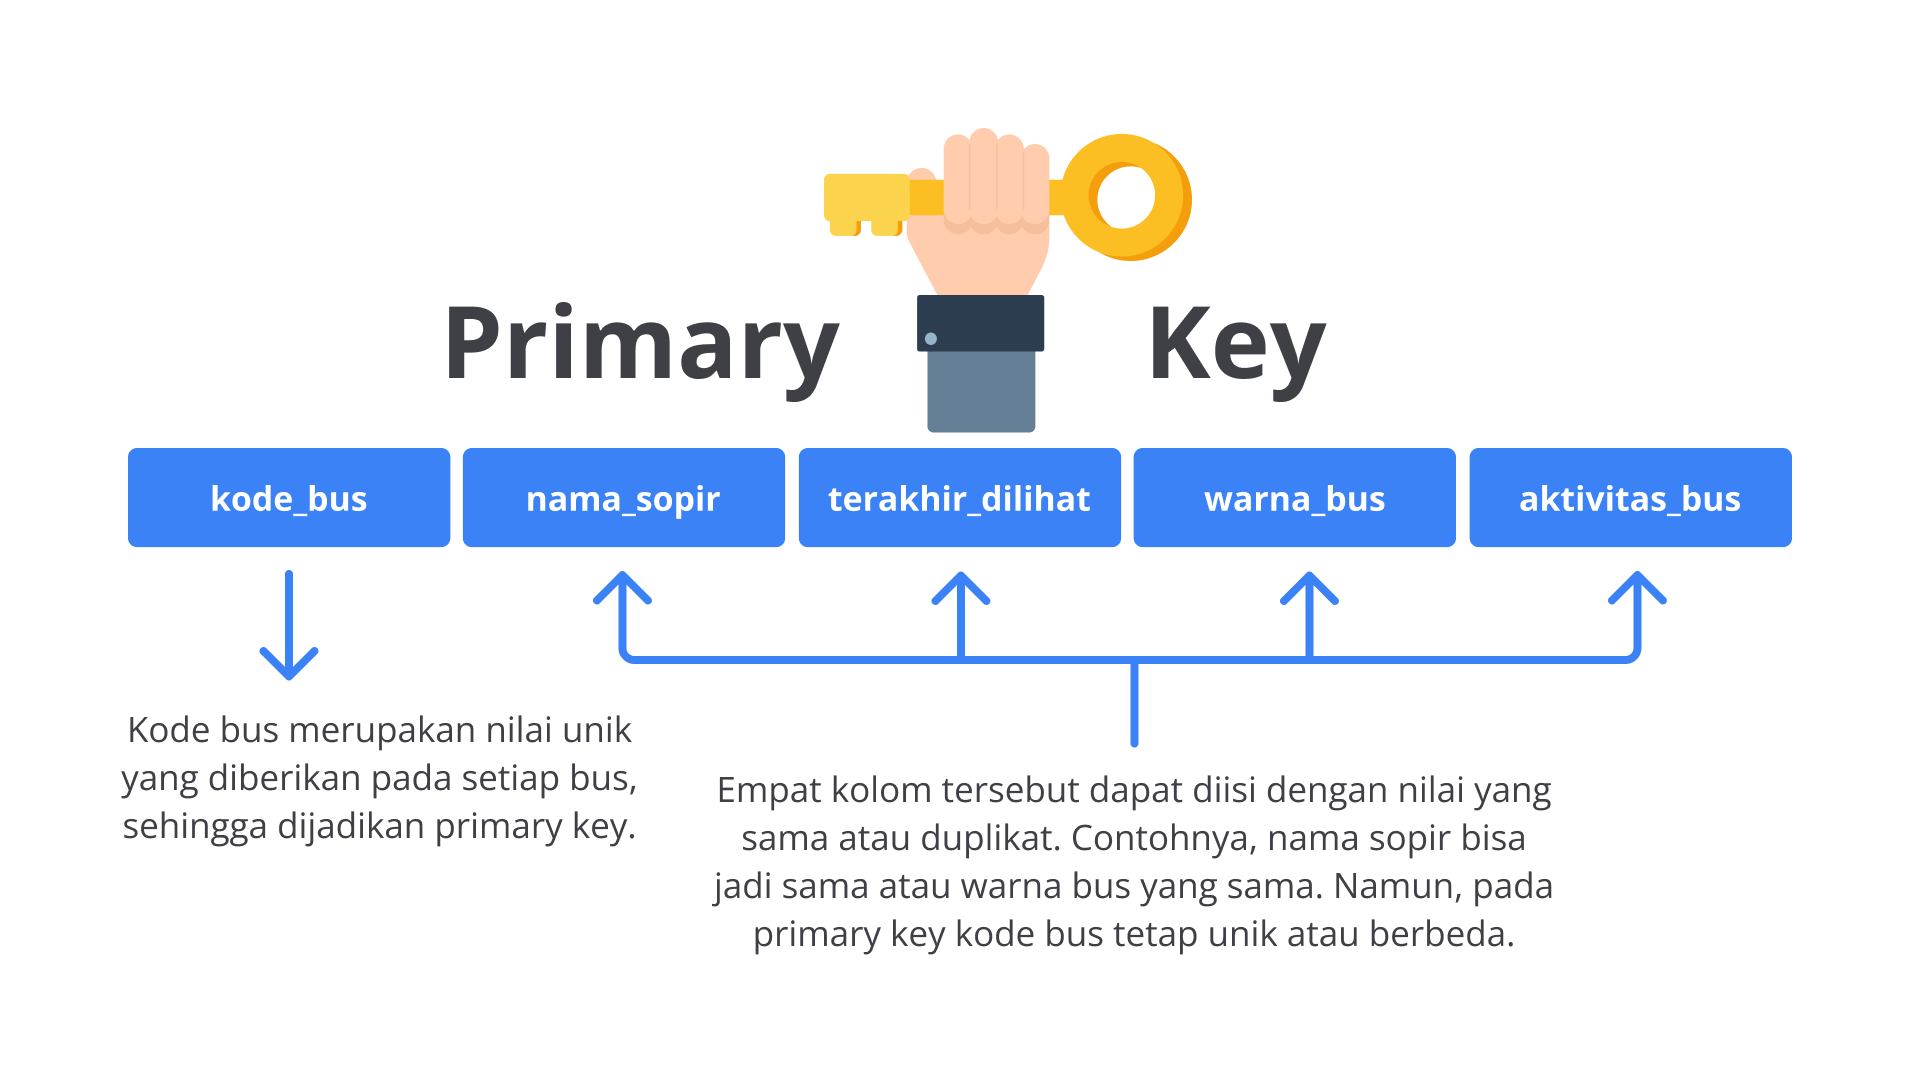 Primary Key
kode_bus
nama_sopir
terakhir_dilihat
warna_bus
aktivitas_bus
Kode bus merupakan nilai unik
yang diberikan pada setiap bus,
sehingga dijadikan primary key.
Empat kolom tersebut dapat diisi dengan nilai yang
sama atau duplikat. Contohnya, nama sopir bisa
jadi sama atau warna bus yang sama. Namun, pada
primary key kode bus tetap unik atau berbeda.